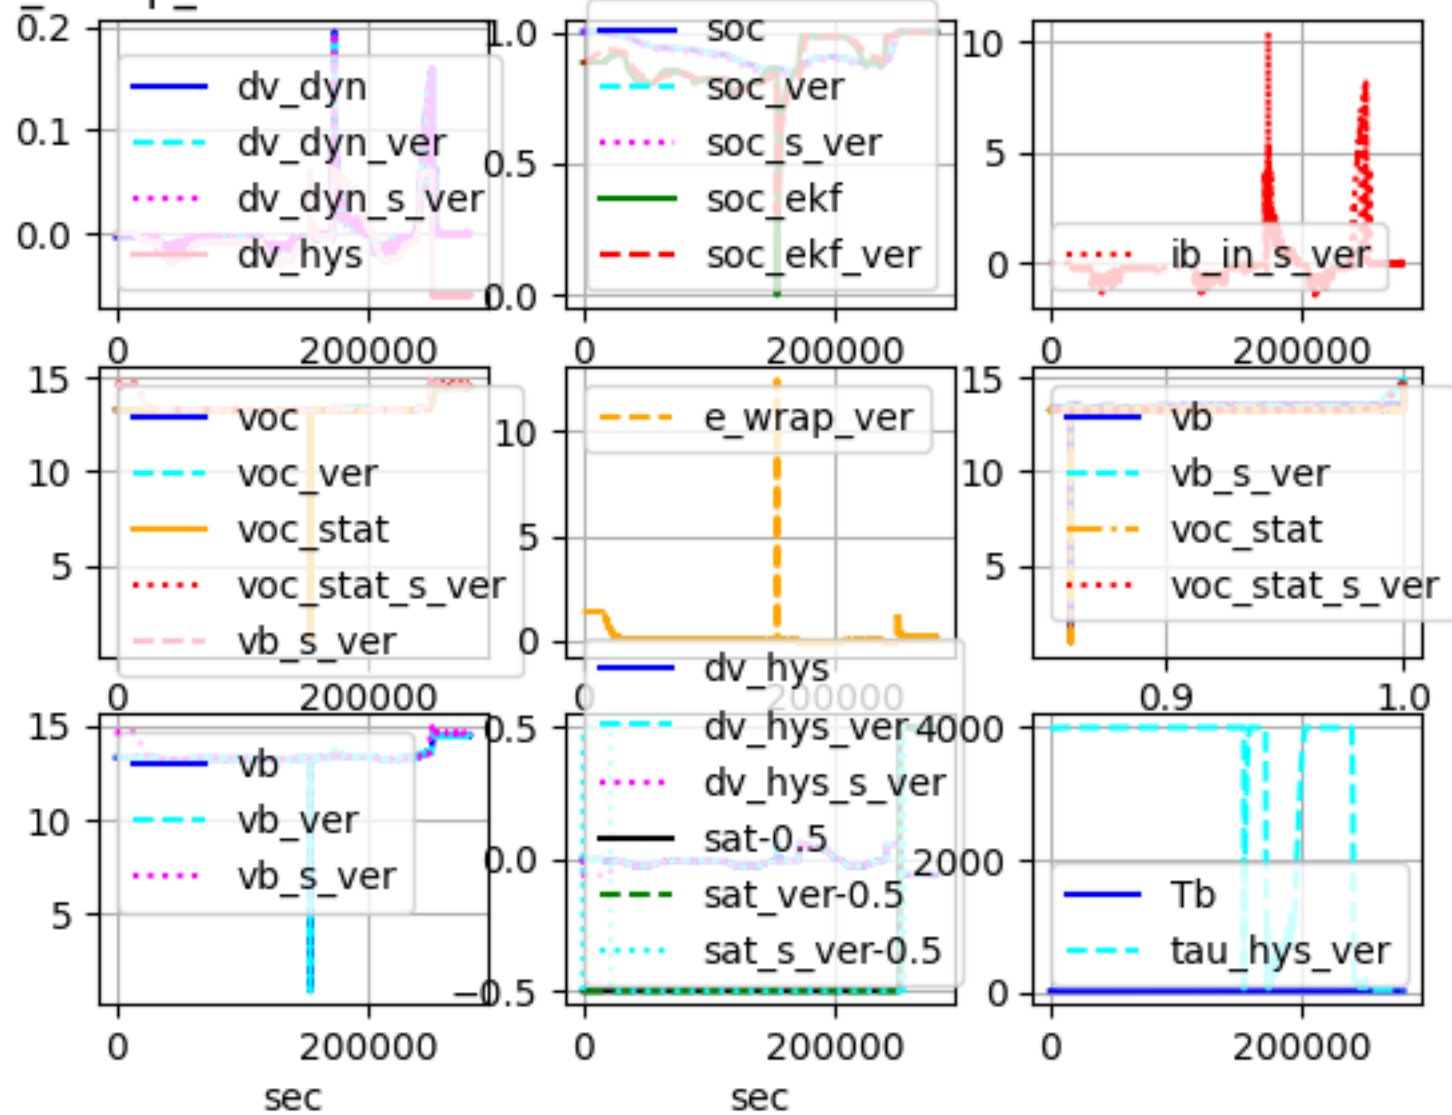 0.2
0.1
0.0
dv_dyn
dv_dyn_ver
dv_dyn_s_ver
dv_hys
0
200000
1.0
0.5
0.0
soc
soc_ver
soc_s_ver
soc_ekf
soc_ekf_ver
0
200000
10
5
0
ib_in_s_ver
0
200000
15
10
5
voc
voc_ver
voc_stat
voc_stat_s_ver
vb_s_ver
0
200000
10
5
0
e_wrap_ver
0
200000
15
10
5
vb
vb_s_ver
voc_stat
voc_stat_s_ver
0.9
1.0
15
10
5
vb
vb_ver
vb_s_ver
0
200000
sec
0.5
0.0
−0.5
dv_hys
dv_hys_ver
dv_hys_s_ver
sat-0.5
sat_ver-0.5
sat_s_ver-0.5
0
200000
sec
4000
2000
0
Tb
tau_hys_ver
0
200000